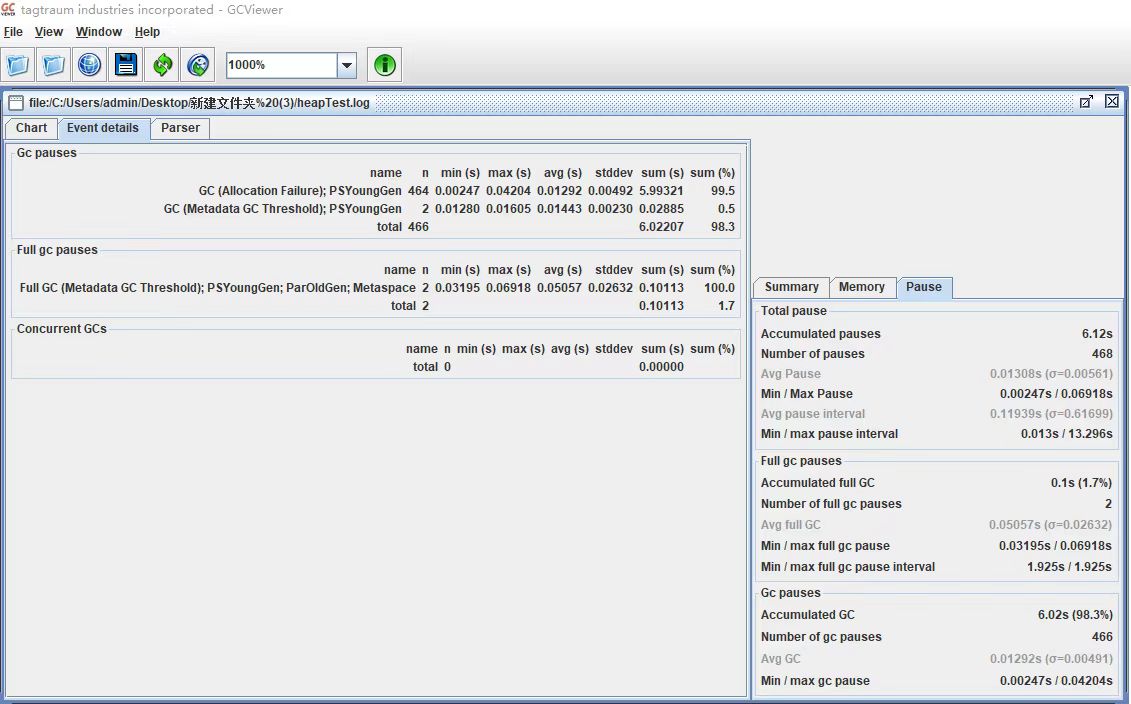 GC VIEWER tagtraum industries incorporated - GCViewer
File View Window Help
1000%
file:/C:/Users/admin/Desktop/新建文件夹%20(3)/heapTest.log
Chart Event details Parser
Gc pauses
name n min (s) max (s) avg (s) stddev sum (s) sum (%)
GC (Allocation Failure); PSYoungGen 464 0.00247 0.04204 0.01292 0.00492 5.99321 99.5
GC (Metadata GC Threshold); PSYoungGen 2 0.01280 0.01605 0.01443 0.00230 0.02885 0.5
total 466 6.02207 98.3
Full gc pauses
name n min (s) max (s) avg (s) stddev sum (s) sum (%)
Full GC (Metadata GC Threshold); PSYoungGen; ParOldGen; Metaspace 2 0.03195 0.06918 0.05057 0.02632 0.10113 100.0
total 2 0.10113 1.7
Concurrent GCs
name n min (s) max (s) avg (s) stddev sum (s) sum (%)
total 0 0.00000
Summary Memory Pause
Total pause
Accumulated pauses 6.12s
Number of pauses 468
Avg Pause 0.01308s (σ=0.00561)
Min / Max Pause 0.00247s / 0.06918s
Avg pause interval 0.11939s (σ=0.61699)
Min / max pause interval 0.013s / 13.296s
Full gc pauses
Accumulated full GC 0.1s (1.7%)
Number of full gc pauses 2
Avg full GC 0.05057s (σ=0.02632)
Min / max full gc pause 0.03195s / 0.06918s
Min / max full gc pause interval 1.925s / 1.925s
Gc pauses
Accumulated GC 6.02s (98.3%)
Number of gc pauses 466
Avg GC 0.01292s (σ=0.00491)
Min / max gc pause 0.00247s / 0.04204s